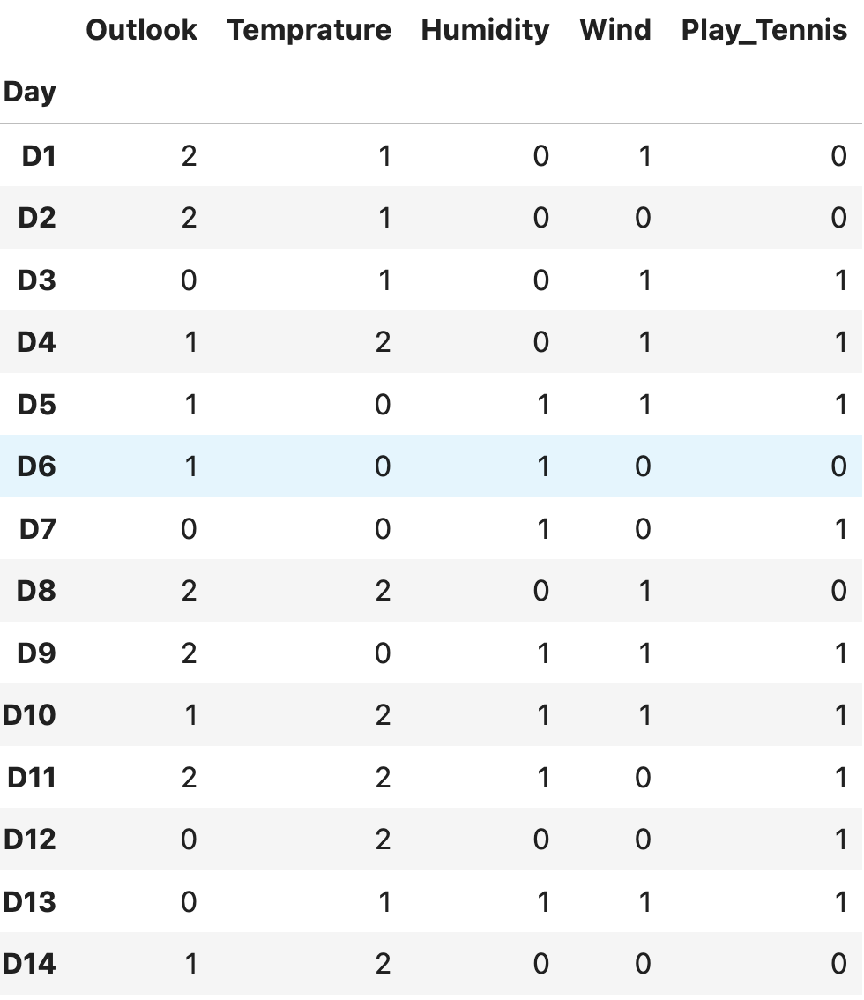 Outlook Temprature Humidity Wind Play_Tennis
Day
D1 2 1 0 1 0
D2 2 1 0 0 0
D3 0 1 0 1 1
D4 1 2 0 1 1
D5 1 0 1 1 1
D6 1 0 1 0 0
D7 0 0 1 0 1
D8 2 2 0 1 0
D9 2 0 1 1 1
D10 1 2 1 1 1
D11 2 2 1 0 1
D12 0 2 0 0 1
D13 0 1 1 1 1
D14 1 2 0 0 0